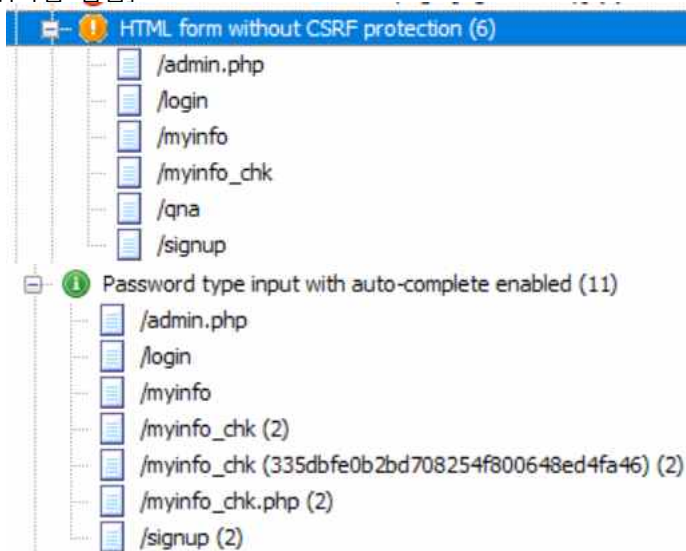 HTML form without CSRF protection (6)
/admin.php
/login
/myinfo
/myinfo_chk
/qna
/signup
Password type input with auto-complete enabled (11)
/admin.php
/login
/myinfo
/myinfo_chk (2)
/myinfo_chk (335dbfe0b2bd708254f800648ed4fa46) (2)
/myinfo_chk.php (2)
/signup (2)